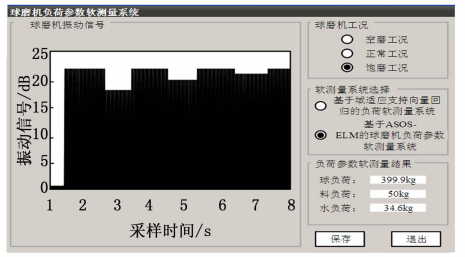 球磨机负荷参数软测量系统
球磨机振动信号
振动信号/dB
25
20
15
10
5
0
1 2 3 4 5 6 7 8
采样时间/s
球磨机工况
空磨工况
正常工况
饱磨工况
软测量系统选择
基于域适应支持向量回
归的负荷软测量系统
基于ASOS-
ELM的球磨机负荷参数
软测量系统
负荷参数软测量结果
球负荷： 399.9kg
料负荷： 50kg
水负荷： 34.6kg
保存
退出